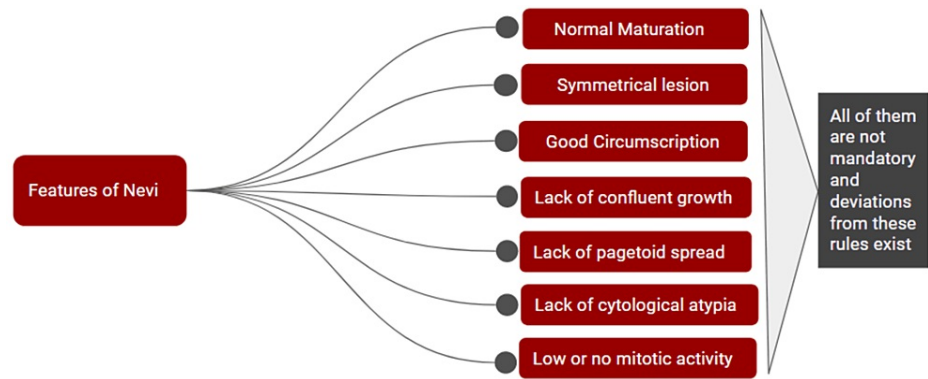 Features of Nevi
Normal Maturation
Symmetrical lesion
Good Circumscription
Lack of confluent growth
Lack of pagetoid spread
Lack of cytological atypia
Low or no mitotic activity
All of them
are not
mandatory
and
deviations
from these
rules exist